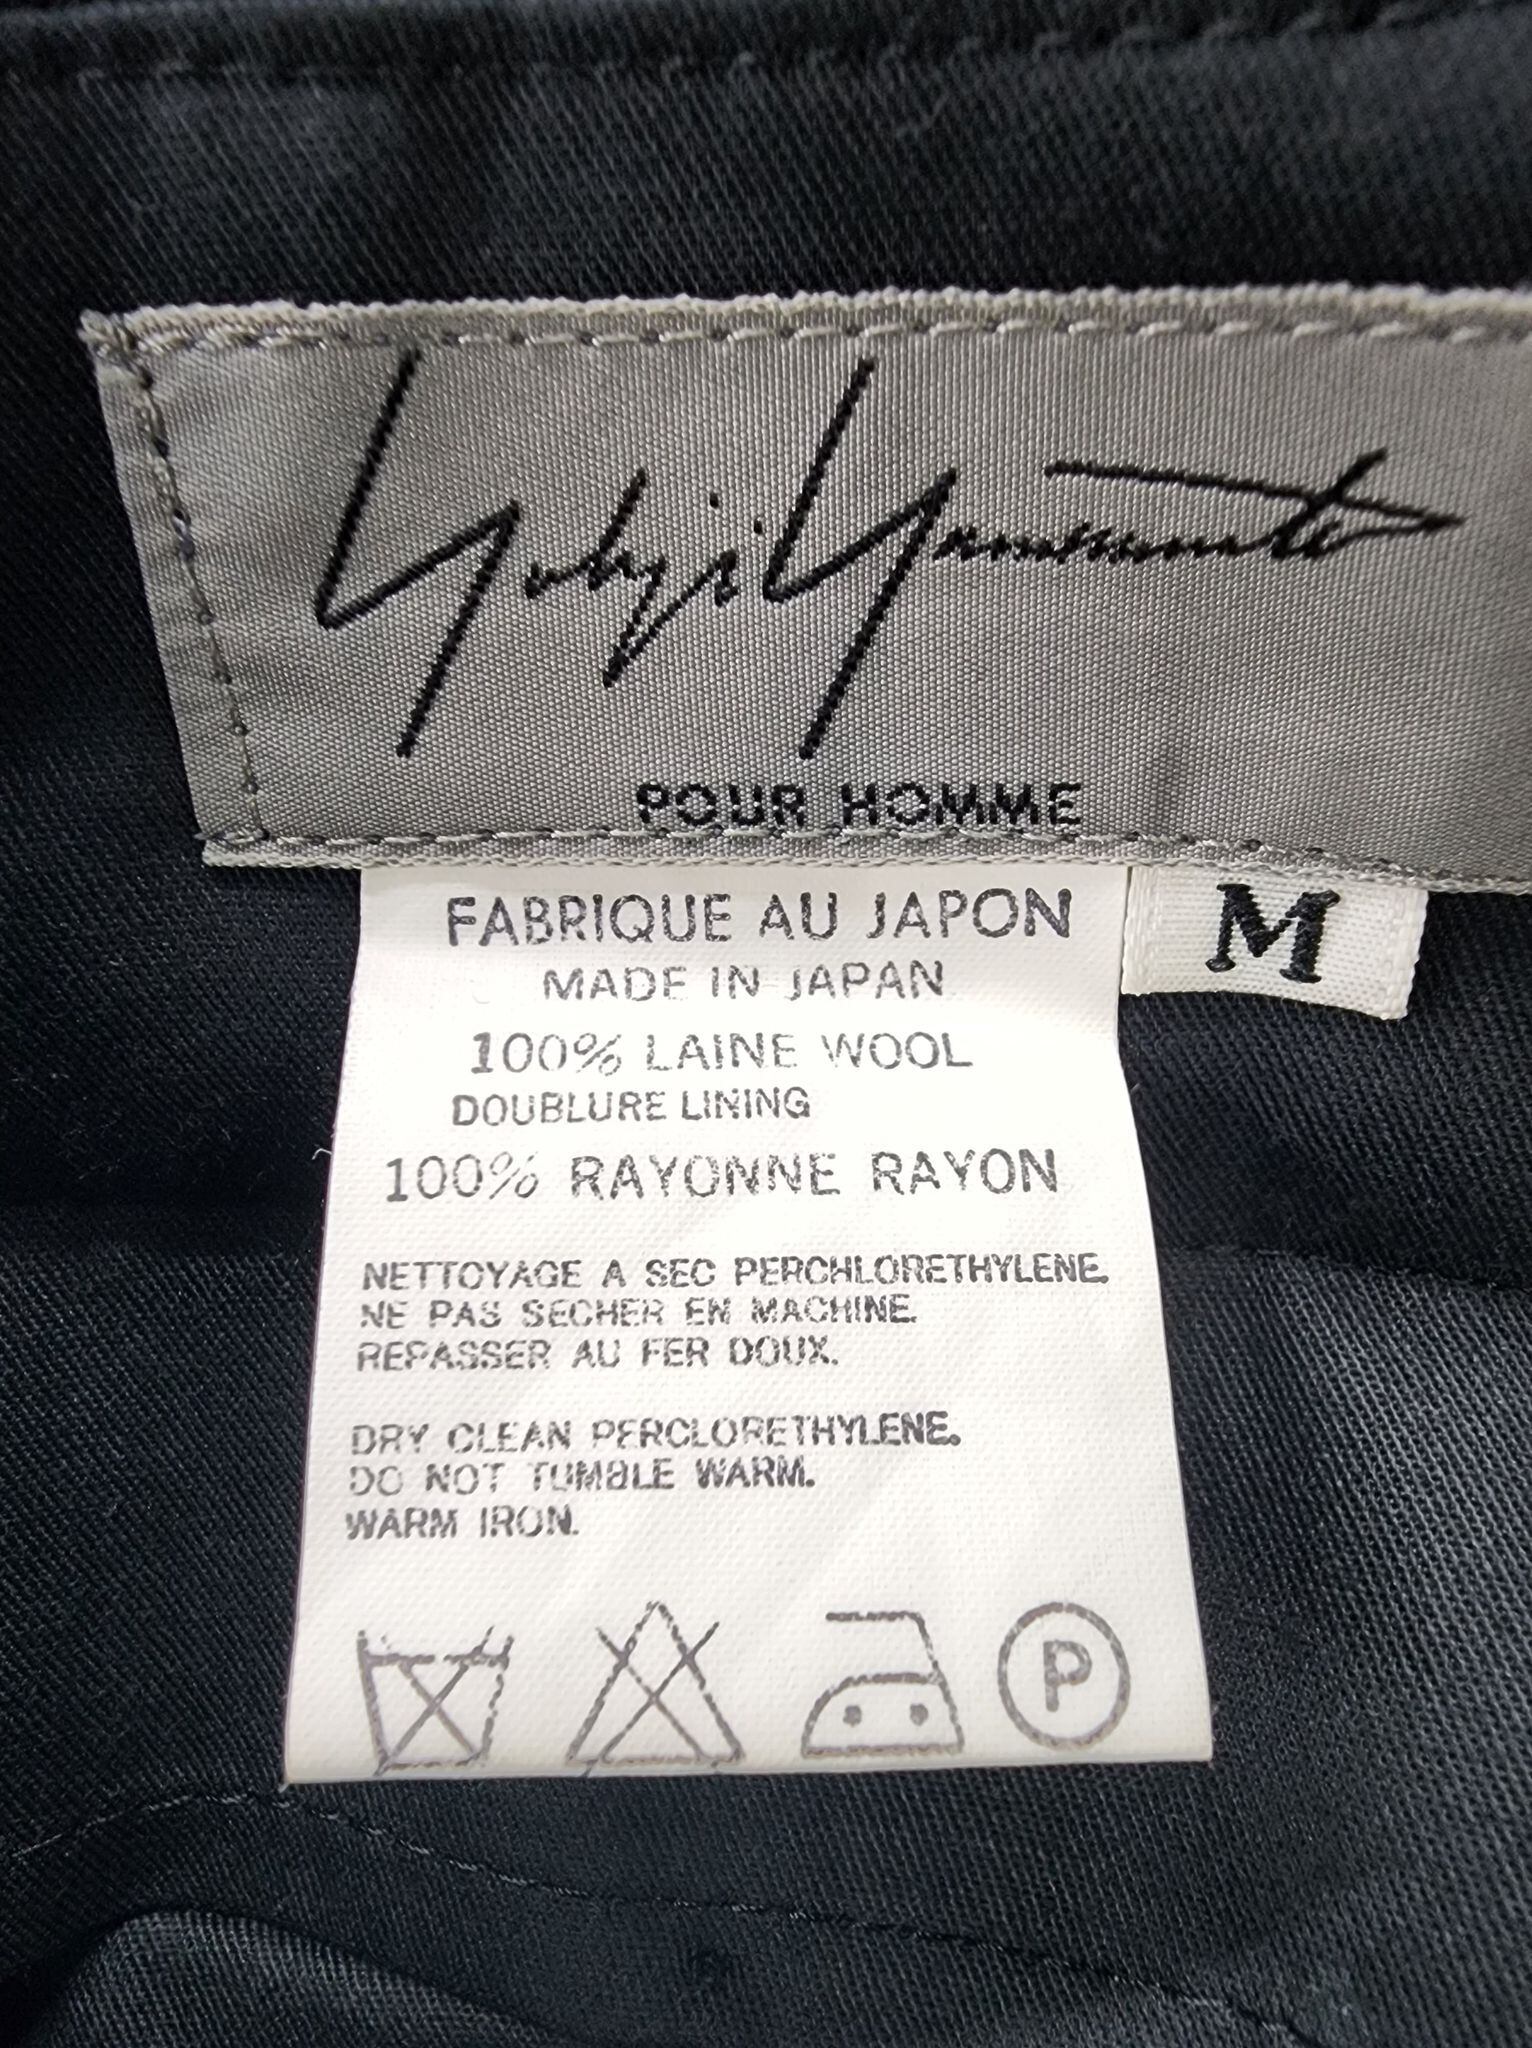 Yohji Yamamoto
POUR HOMME
M
FABRIQUE AU JAPON
MADE IN JAPAN
100% LAINE WOOL
DOUBLURE LINING
100% RAYONNE RAYON
NETTOYAGE A SEC PERCHLORETHYLENE.
NE PAS SECHER EN MACHINE.
REPASSER AU FER DOUX.
DRY CLEAN PERCLORETHYLENE.
DO NOT TUMBLE WARM.
WARM IRON.
P